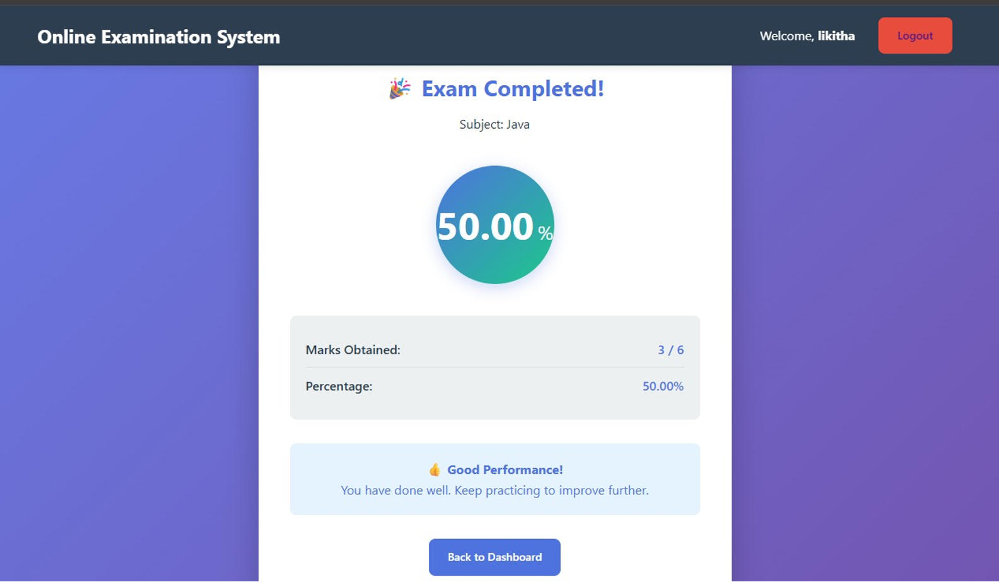 Online Examination System
Welcome, likitha
Logout
🎉 Exam Completed!
Subject: Java
50.00 %
Marks Obtained: 3 / 6
Percentage: 50.00%
👍 Good Performance!
You have done well. Keep practicing to improve further.
Back to Dashboard